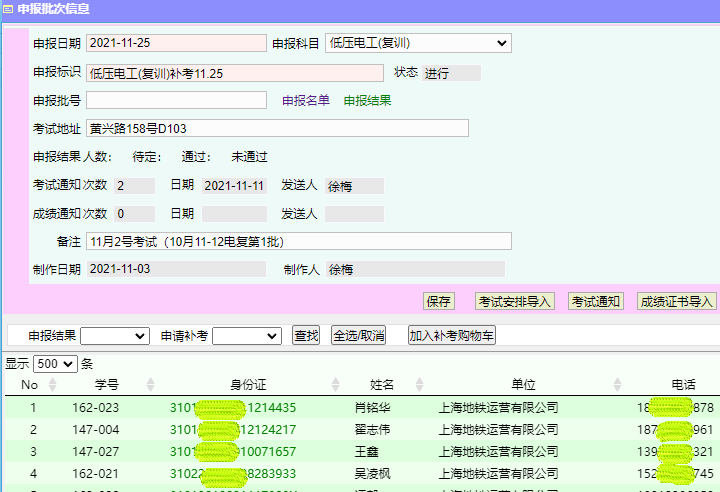 申报批次信息
申报日期 2021-11-25 申报科目 低压电工(复训)
申报标识 低压电工(复训)补考11.25 状态 进行
申报批号 申报名单 申报结果
考试地址 黄兴路158号D103
申报结果人数: 待定: 通过: 未通过
考试通知次数 2 日期 2021-11-11 发送人 徐梅
成绩通知次数 0 日期 发送人
备注 11月2号考试（10月11-12电复第1批）
制作日期 2021-11-03 制作人 徐梅
保存 考试安排导入 考试通知 成绩证书导入
申报结果 申请补考 查找 全选/取消 加入补考购物车
显示 500 条
No 学号 身份证 姓名 单位 电话
1 162-023 3101 1214435 肖铭华 上海地铁运营有限公司 18 878
2 147-004 3101 12124217 翟志伟 上海地铁运营有限公司 187 961
3 147-027 3101 10071657 王鑫 上海地铁运营有限公司 139 321
4 162-021 31022 8283933 吴凌枫 上海地铁运营有限公司 152 745